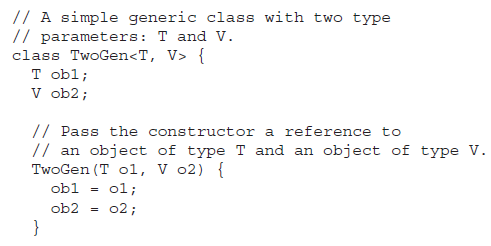 // A simple generic class with two type
// parameters: T and V.
class TwoGen<T, V> {
T ob1;
V ob2;
// Pass the constructor a reference to
// an object of type T and an object of type V.
TwoGen(T o1, V o2) {
ob1 = o1;
ob2 = o2;
}